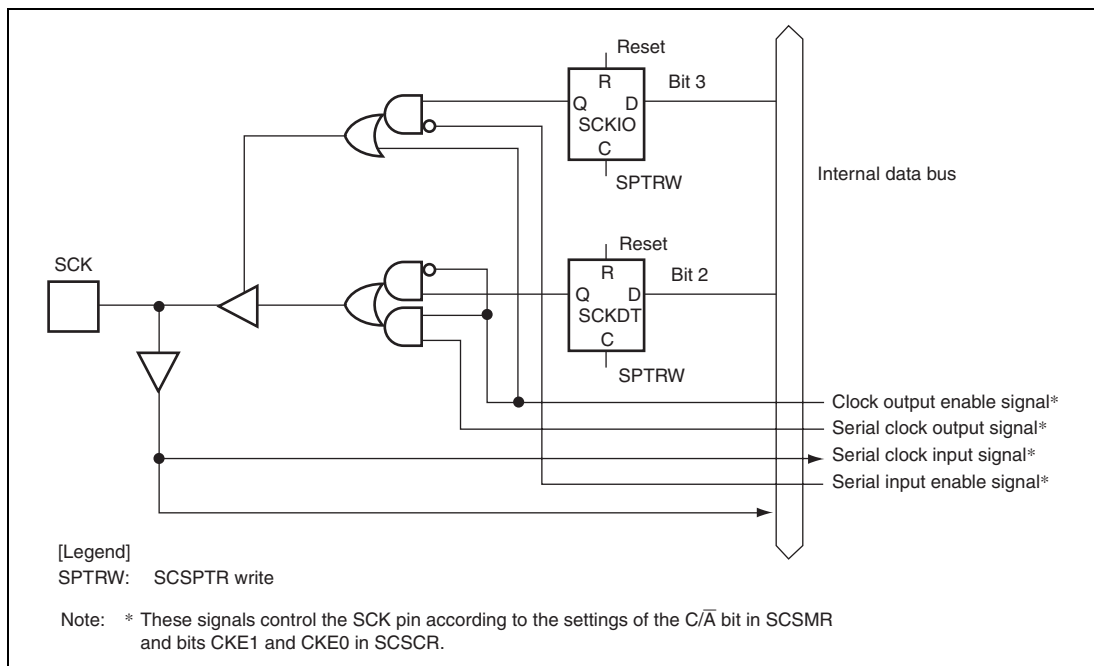 Reset
R
Bit 3
Q D
SCKIO
C
SPTRW
Internal data bus
SCK
Reset
R
Bit 2
Q D
SCKDT
C
SPTRW
Clock output enable signal*
Serial clock output signal*
Serial clock input signal*
Serial input enable signal*
[Legend]
SPTRW: SCSPTR write
Note: * These signals control the SCK pin according to the settings of the C/A̅ bit in SCSMR
and bits CKE1 and CKE0 in SCSCR.